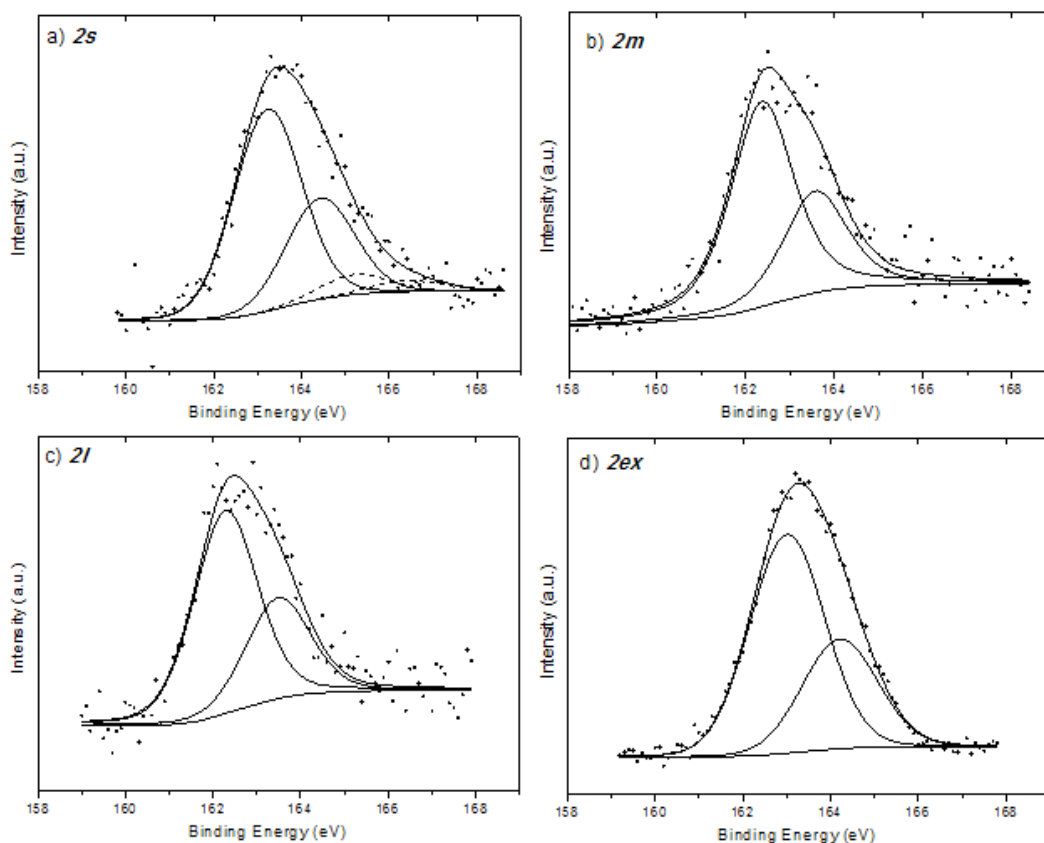 a) 2s
Intensity (a.u.)
158 160 162 164 166 168
Binding Energy (eV)
b) 2m
Intensity (a.u.)
158 160 162 164 166 168
Binding Energy (eV)
c) 2l
Intensity (a.u.)
158 160 162 164 166 168
Binding Energy (eV)
d) 2ex
Intensity (a.u.)
158 160 162 164 166 168
Binding Energy (eV)